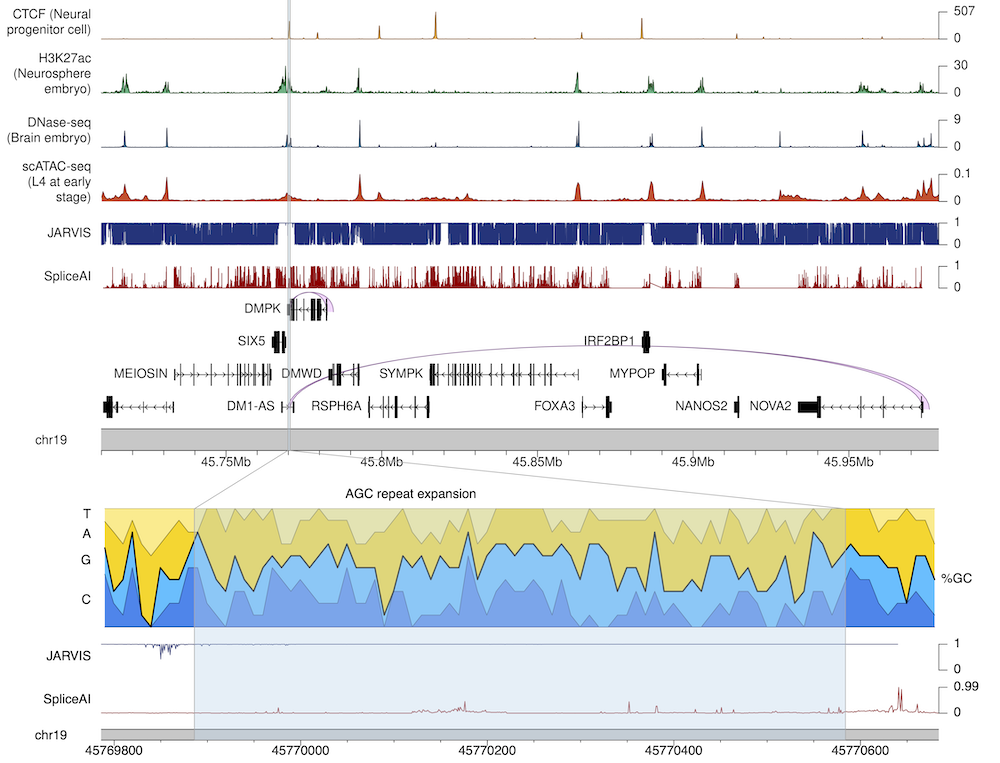 CTCF (Neural
progenitor cell)
507
0
H3K27ac
(Neurosphere
embryo)
30
0
DNase-seq
(Brain embryo)
9
0
scATAC-seq
(L4 at early
stage)
0.1
0
JARVIS
1
0
SpliceAI
1
0
DMPK
SIX5
IRF2BP1
MEIOSIN
DMWD
SYMPK
MYPOP
DM1-AS
RSPH6A
FOXA3
NANOS2
NOVA2
chr19
45.75Mb
45.8Mb
45.85Mb
45.9Mb
45.95Mb
AGC repeat expansion
T
A
G
C
%GC
JARVIS
1
0
SpliceAI
0.99
0
chr19
45769800
45770000
45770200
45770400
45770600